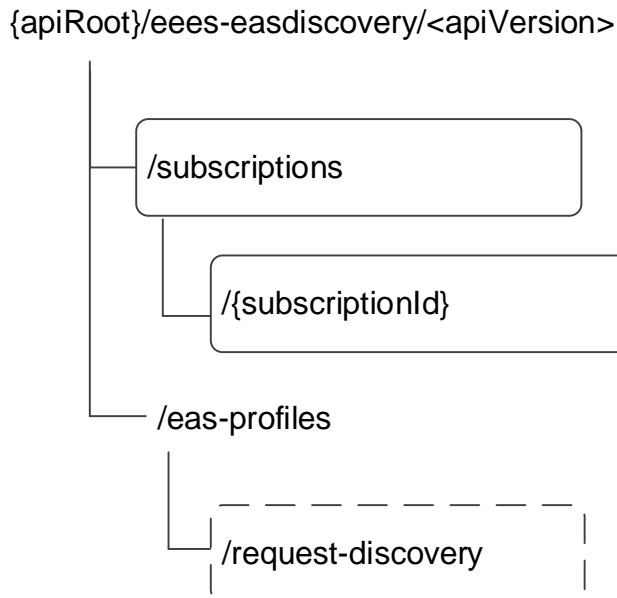 {apiRoot}/eees-easdiscovery/<apiVersion>
/subscriptions
/{subscriptionId}
/eas-profiles
/request-discovery